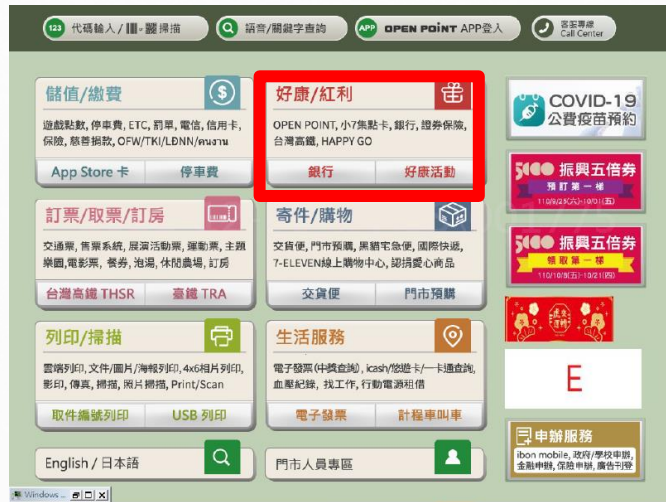 123 代碼輸入/ 掃描
語音/關鍵字查詢
APP OPEN POINT APP登入
客服專線
Call Center
儲值/繳費
遊戲點數, 停車費, ETC, 罰單, 電信, 信用卡,
保險, 慈善捐款, OFW/TKI/LĐNN/คนงาน
App Store 卡
停車費
好康/紅利
OPEN POINT, 小7集點卡, 銀行, 證券保險,
台灣高鐵, HAPPY GO
銀行
好康活動
COVID-19
公費疫苗預約
訂票/取票/訂房
交通票, 售票系統, 展演活動票, 運動票, 主題
樂園,電影票, 餐券, 泡湯, 休閒農場, 訂房
台灣高鐵 THSR
臺鐵 TRA
寄件/購物
交貨便, 門市預購, 黑貓宅急便, 國際快遞,
7-ELEVEN線上購物中心, 認捐愛心商品
交貨便
門市預購
振興五倍券
預訂第一梯
110/9/25(六)-10/01(五)
振興五倍券
領取第一梯
110/10/8(五)-10/21(四)
列印/掃描
雲端列印, 文件/圖片/海報列印, 4x6相片列印,
影印, 傳真, 掃描, 照片掃描, Print/Scan
取件編號列印
USB 列印
生活服務
電子發票(中獎查詢), icash/悠遊卡/一卡通查詢,
血壓紀錄, 找工作, 行動電源租借
電子發票
計程車叫車
E
申辦服務
ibon mobile, 政府/學校申辦,
金融申辦, 保險申辦, 廣告刊登
English / 日本語
門市人員專區
Windows ...